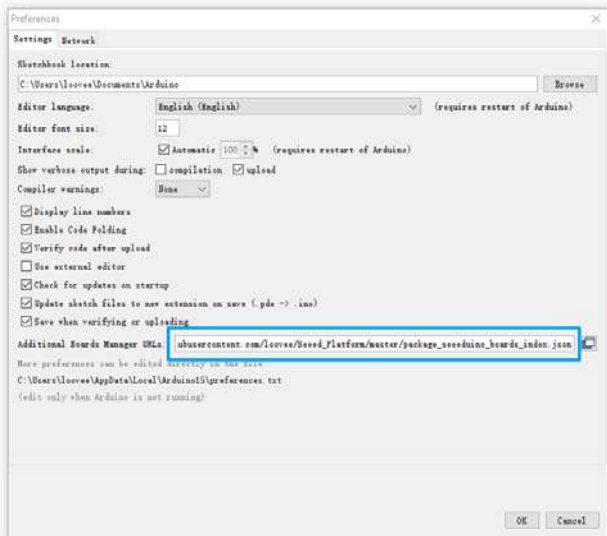 Preferences
Settings Network
Sketchbook location:
C:\Users\loovee\Documents\Arduino Browse
Editor language: English (English) (requires restart of Arduino)
Editor font size: 12
Interface scale: Automatic 100 % (requires restart of Arduino)
Show verbose output during: compilation upload
Compiler warnings: None
Display line numbers
Enable Code Folding
Verify code after upload
Use external editor
Check for updates on startup
Update sketch files to new extension on save (.pde -> .ino)
Save when verifying or uploading
Additional Boards Manager URLs: ubusercontent.com/loovee/Seeed_Platform/master/package_seeeduino_boards_index.json
More preferences can be edited directly in the file
C:\Users\loovee\AppData\Local\Arduino15\preferences.txt
(edit only when Arduino is not running)
OK Cancel